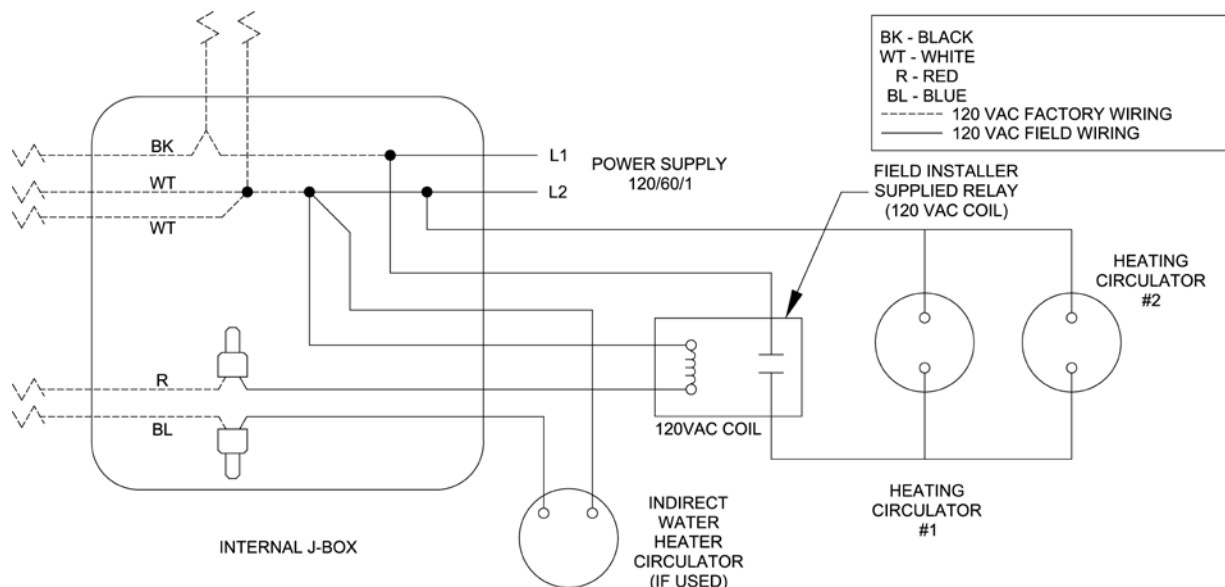 BK - BLACK
WT - WHITE
R - RED
BL - BLUE
120 VAC FACTORY WIRING
120 VAC FIELD WIRING
BK
WT
WT
L1
L2
POWER SUPPLY
120/60/1
FIELD INSTALLER
SUPPLIED RELAY
(120 VAC COIL)
HEATING
CIRCULATOR
#2
R
BL
120VAC COIL
HEATING
CIRCULATOR
#1
INTERNAL J-BOX
INDIRECT
WATER
HEATER
CIRCULATOR
(IF USED)